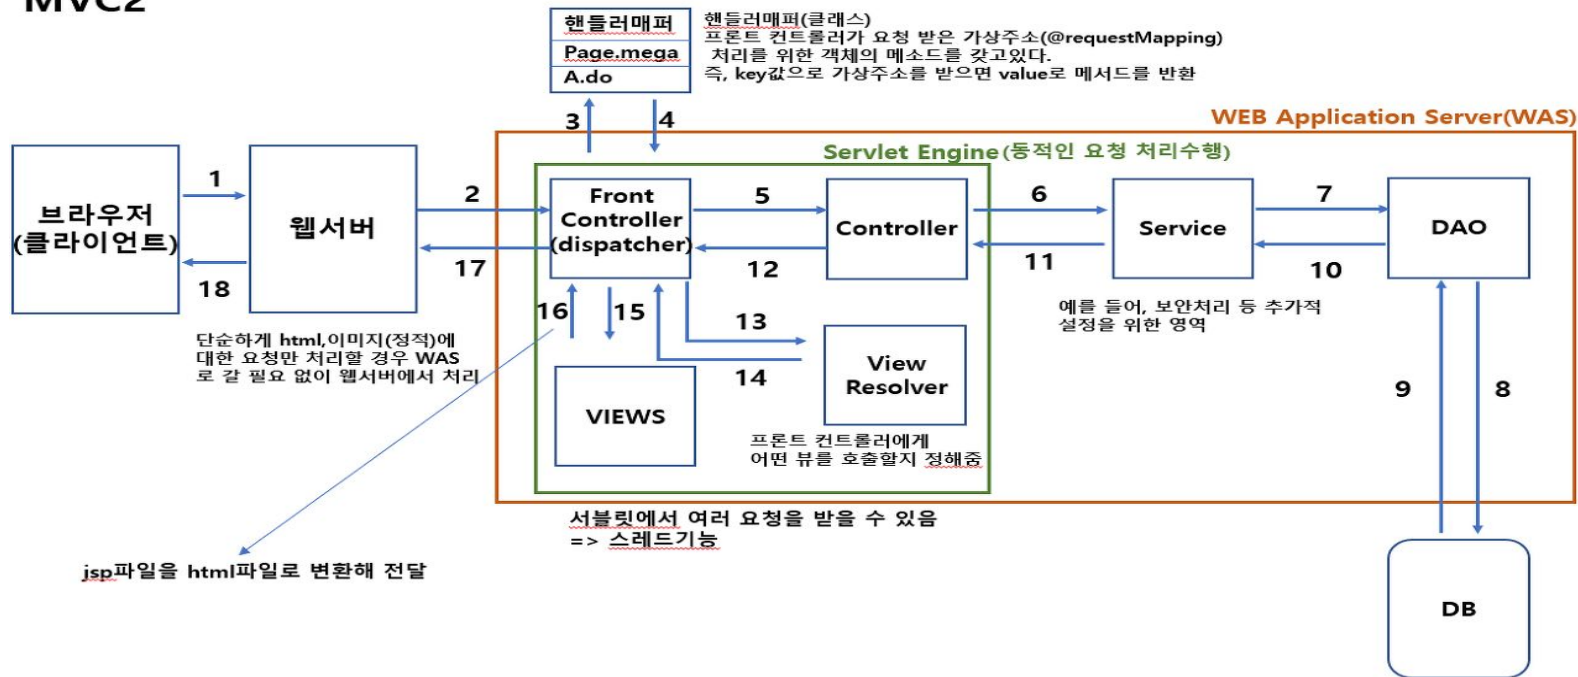 MVC2
핸들러매퍼
Page.mega
A.do
핸들러매퍼(클래스)
프론트 컨트롤러가 요청 받은 가상주소(@requestMapping)
처리를 위한 객체의 메소드를 갖고있다.
즉, key값으로 가상주소를 받으면 value로 메서드를 반환
3
4
WEB Application Server(WAS)
Servlet Engine(동적인 요청 처리수행)
브라우저
(클라이언트)
1
18
웹서버
2
17
Front
Controller
(dispatcher)
5
12
Controller
6
11
Service
7
10
DAO
단순하게 html,이미지(정적)에
대한 요청만 처리할 경우 WAS
로 갈 필요 없이 웹서버에서 처리
16
15
13
14
VIEWS
View
Resolver
프론트 컨트롤러에게
어떤 뷰를 호출할지 정해줌
예를 들어, 보안처리 등 추가적
설정을 위한 영역
9
8
서블릿에서 여러 요청을 받을 수 있음
=> 스레드기능
jsp파일을 html파일로 변환해 전달
DB